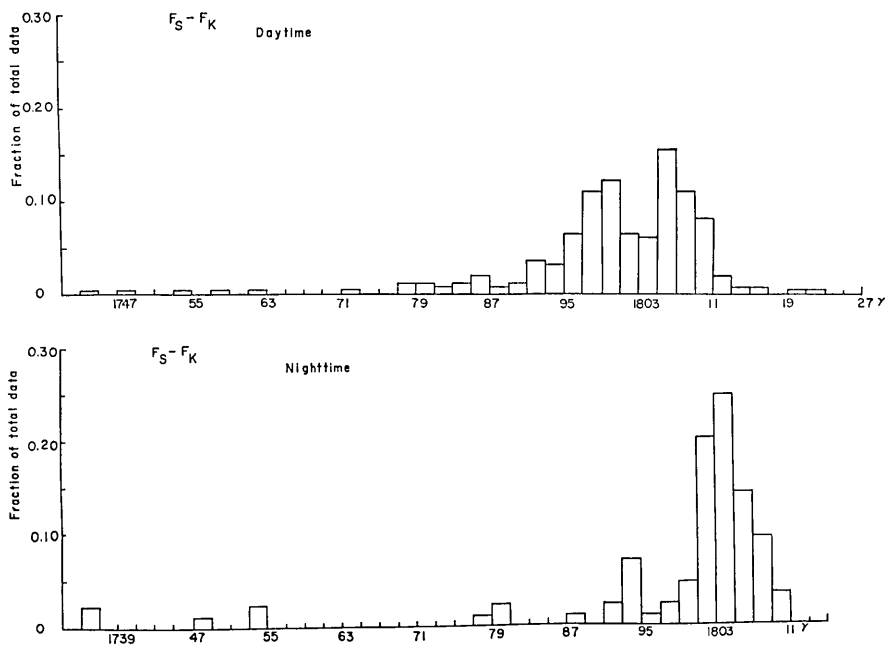 F_S - F_K
Daytime
Fraction of total data
0.30
0.20
0.10
0
1747 55 63 71 79 87 95 1803 11 19 27 γ
F_S - F_K
Nighttime
Fraction of total data
0.30
0.20
0.10
0
1739 47 55 63 71 79 87 95 1803 11 γ